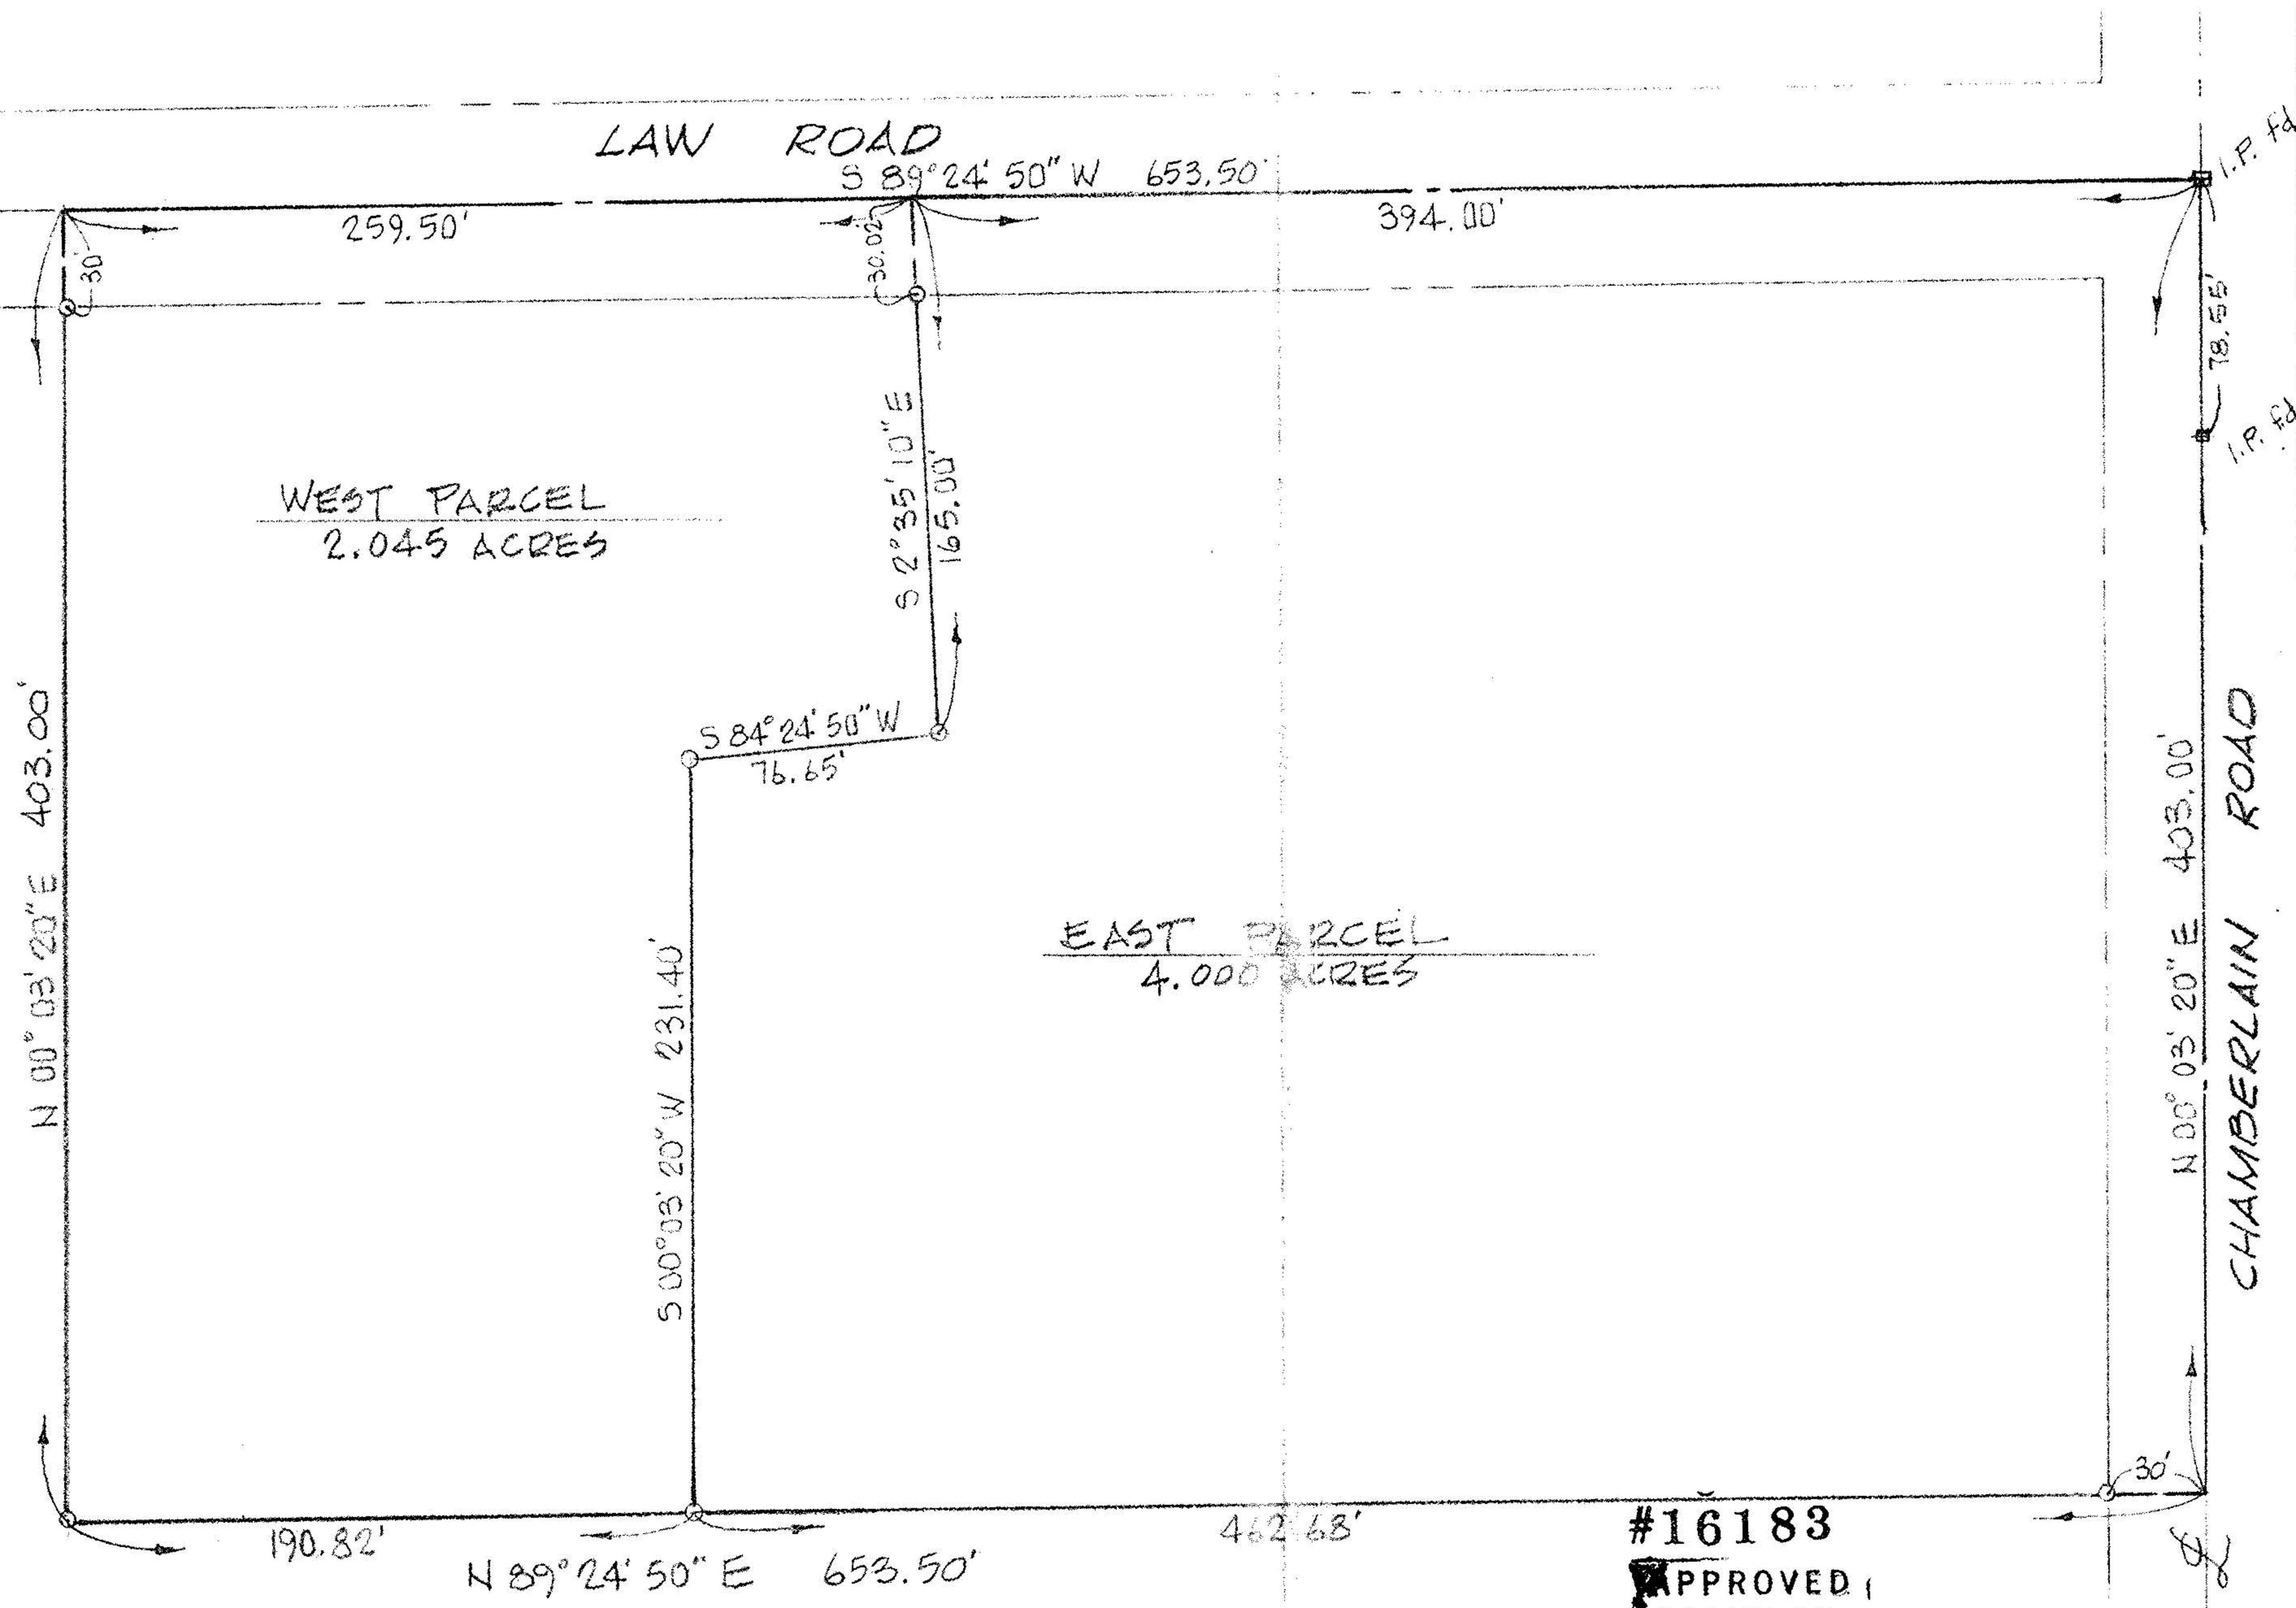 LAW ROAD
S 89° 24' 50" W 653.50'
I.P. fd
259.50'
394.00'
30'
30.02'
78.55'
I.P. fd
S 2° 35' 10" E
165.00'
WEST PARCEL
2.045 ACRES
N 00° 03' 20" E 403.00'
S 84° 24' 50" W
76.65'
S 00° 03' 20" W 231.40'
EAST PARCEL
4.000 ACRES
N 00° 03' 20" E 403.00'
CHAMBERLAIN ROAD
30'
190.82'
462.68'
N 89° 24' 50" E 653.50'
#16183
APPROVED